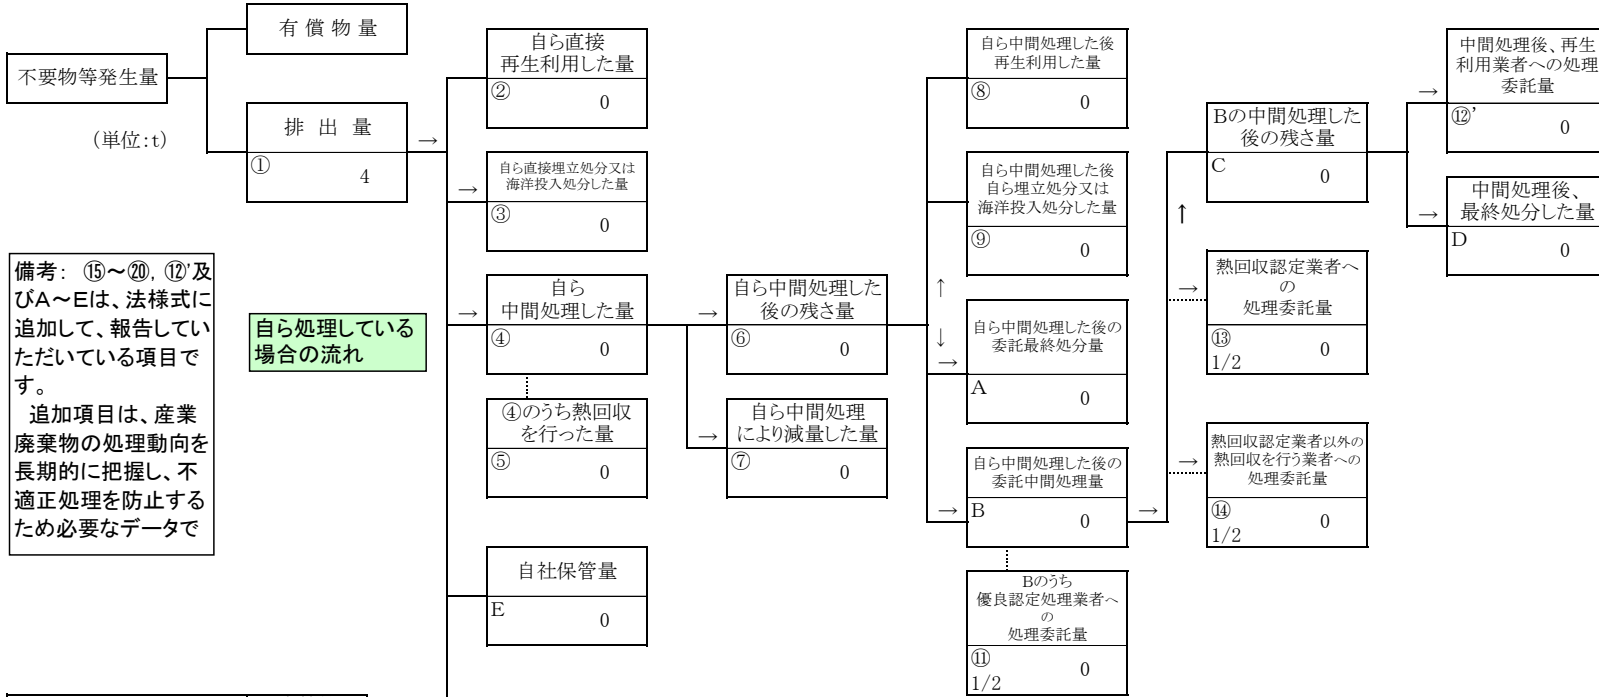 有 償 物 量
不要物等発生量
(単位:t)
排 出 量
①
4
→
備考： ⑮～⑳, ⑫'及
びA～Eは、法様式に
追加して、報告してい
ただいている項目で
す。
追加項目は、産業
廃棄物の処理動向を
長期的に把握し、不
適正処理を防止する
ため必要なデータで
自ら処理している
場合の流れ
自ら直接
再生利用した量
②
0
→
自ら直接埋立処分又は
海洋投入処分した量
③
0
→
自ら
中間処理した量
④
0
④のうち熱回収
を行った量
⑤
0
自社保管量
E
0
→
自ら中間処理した
後の残さ量
⑥
0
→
自ら中間処理
により減量した量
⑦
0
自ら中間処理した後
再生利用した量
⑧
0
自ら中間処理した後
自ら埋立処分又は
海洋投入処分した量
⑨
0
↑
↓
→
自ら中間処理した後の
委託最終処分量
A
0
自ら中間処理した後の
委託中間処理量
→
B
0
→
Bのうち
優良認定処理業者へ
の
処理委託量
⑪
1/2
0
Bの中間処理した
後の残さ量
C
0
↑
→
熱回収認定業者へ
の
処理委託量
⑬
1/2
0
→
熱回収認定業者以外の
熱回収を行う業者への
処理委託量
⑭
1/2
0
→
中間処理後、再生
利用業者への処理
委託量
⑫'
0
→
中間処理後、
最終処分した量
D
0